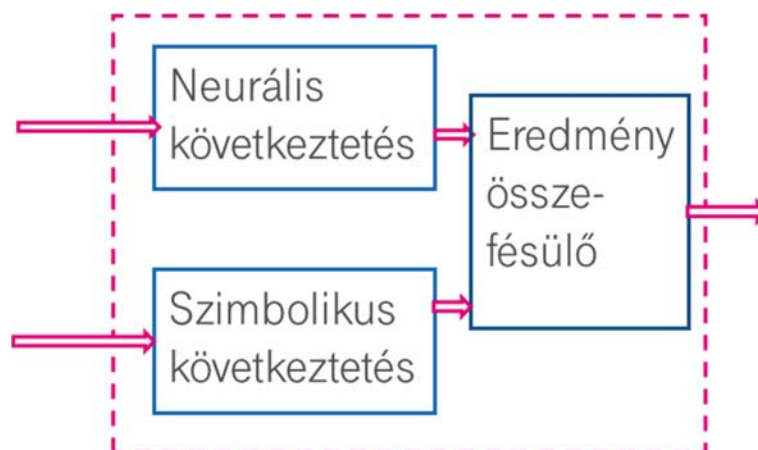 Neurális
következtetés
Eredmény
össze-
fésülő
Szimbolikus
következtetés